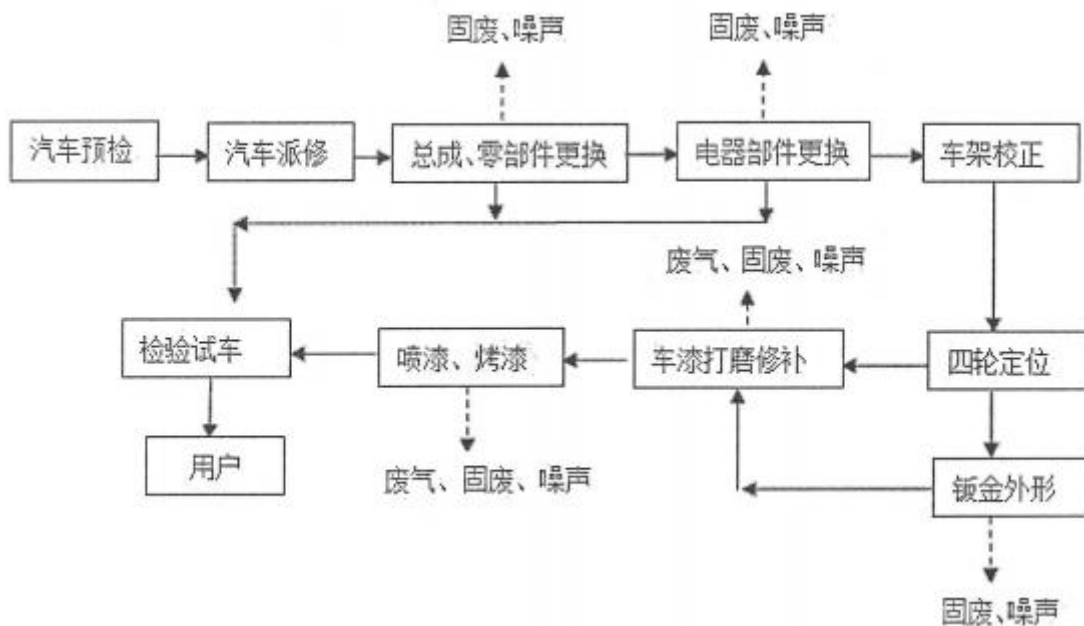 固废、噪声
固废、噪声
汽车预检
汽车派修
总成、零部件更换
电器部件更换
车架校正
废气、固废、噪声
检验试车
喷漆、烤漆
车漆打磨修补
四轮定位
用户
废气、固废、噪声
钣金外形
固废、噪声